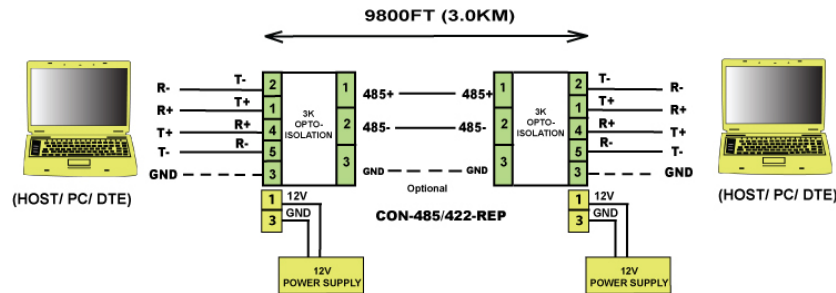 9800FT (3.0KM)
R- T- 2 1 485+ 485+ 1 2 T- R-
R+ T+ 1 1 T+ R+
3K OPTO-ISOLATION
3K OPTO-ISOLATION
T+ R+ 4 2 485- 485- 2 4 R+ T+
T- R- 5 5 R- T-
GND 3 3 GND GND 3 3 GND
Optional
(HOST/ PC/ DTE)
(HOST/ PC/ DTE)
CON-485/422-REP
1 12V
3 GND
1 12V
3 GND
12V
POWER SUPPLY
12V
POWER SUPPLY